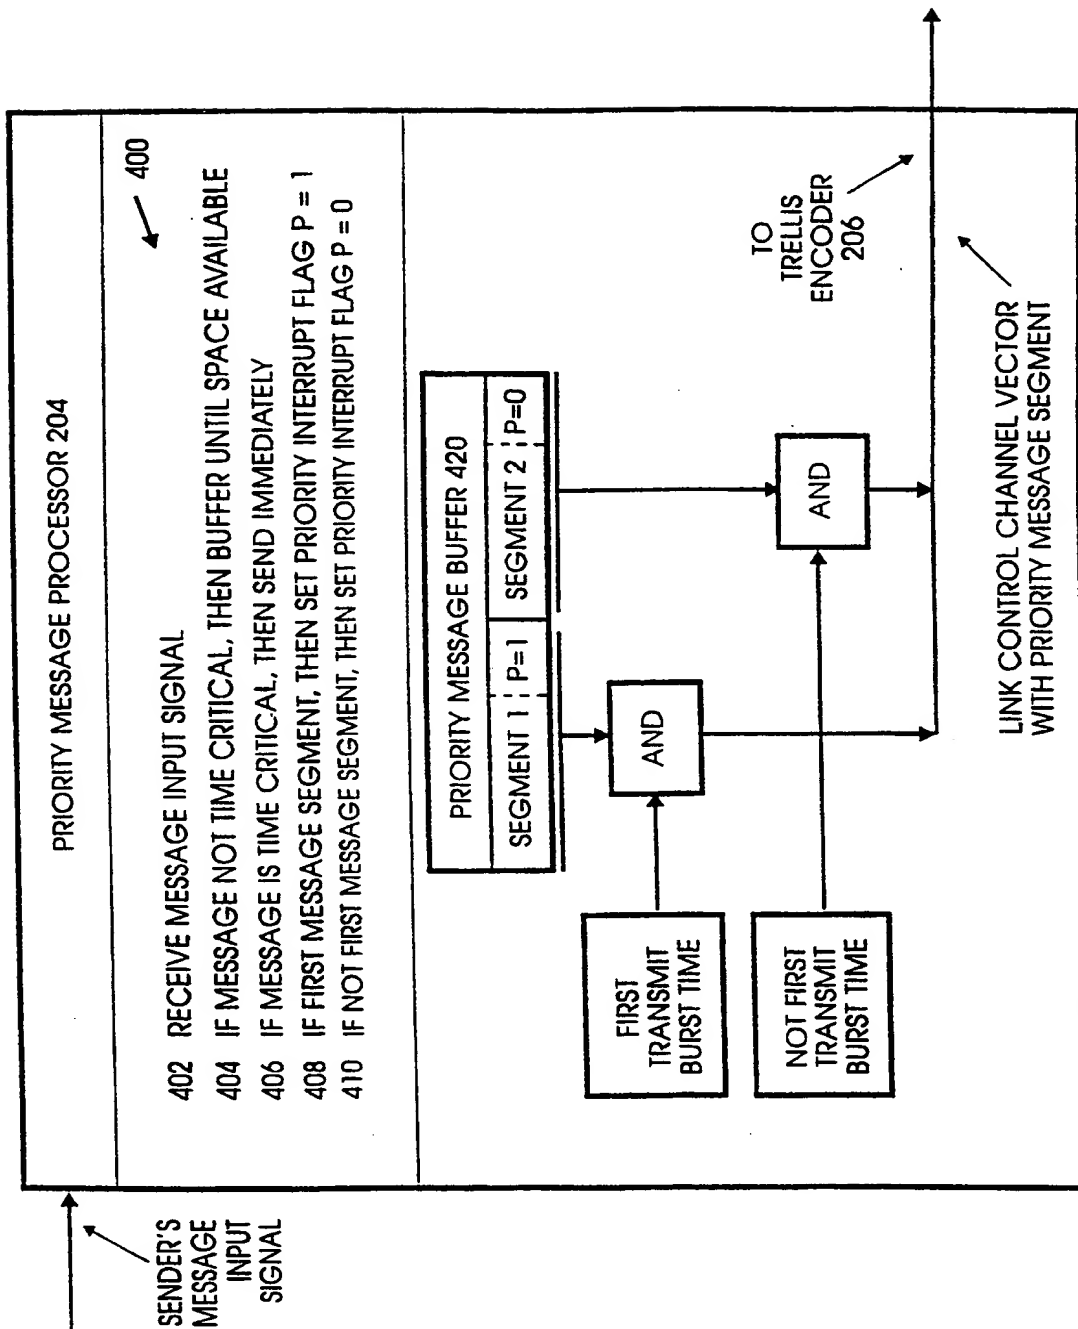 PRIORITY MESSAGE PROCESSOR 204
400
402 RECEIVE MESSAGE INPUT SIGNAL
404 IF MESSAGE NOT TIME CRITICAL, THEN BUFFER UNTIL SPACE AVAILABLE
406 IF MESSAGE IS TIME CRITICAL, THEN SEND IMMEDIATELY
408 IF FIRST MESSAGE SEGMENT, THEN SET PRIORITY INTERRUPT FLAG P = 1
410 IF NOT FIRST MESSAGE SEGMENT, THEN SET PRIORITY INTERRUPT FLAG P = 0
SENDER'S
MESSAGE
INPUT
SIGNAL
PRIORITY MESSAGE BUFFER 420
SEGMENT 1 P=1 SEGMENT 2 P=0
FIRST
TRANSMIT
BURST TIME
AND
NOT FIRST
TRANSMIT
BURST TIME
AND
TO
TRELLIS
ENCODER
206
LINK CONTROL CHANNEL VECTOR
WITH PRIORITY MESSAGE SEGMENT